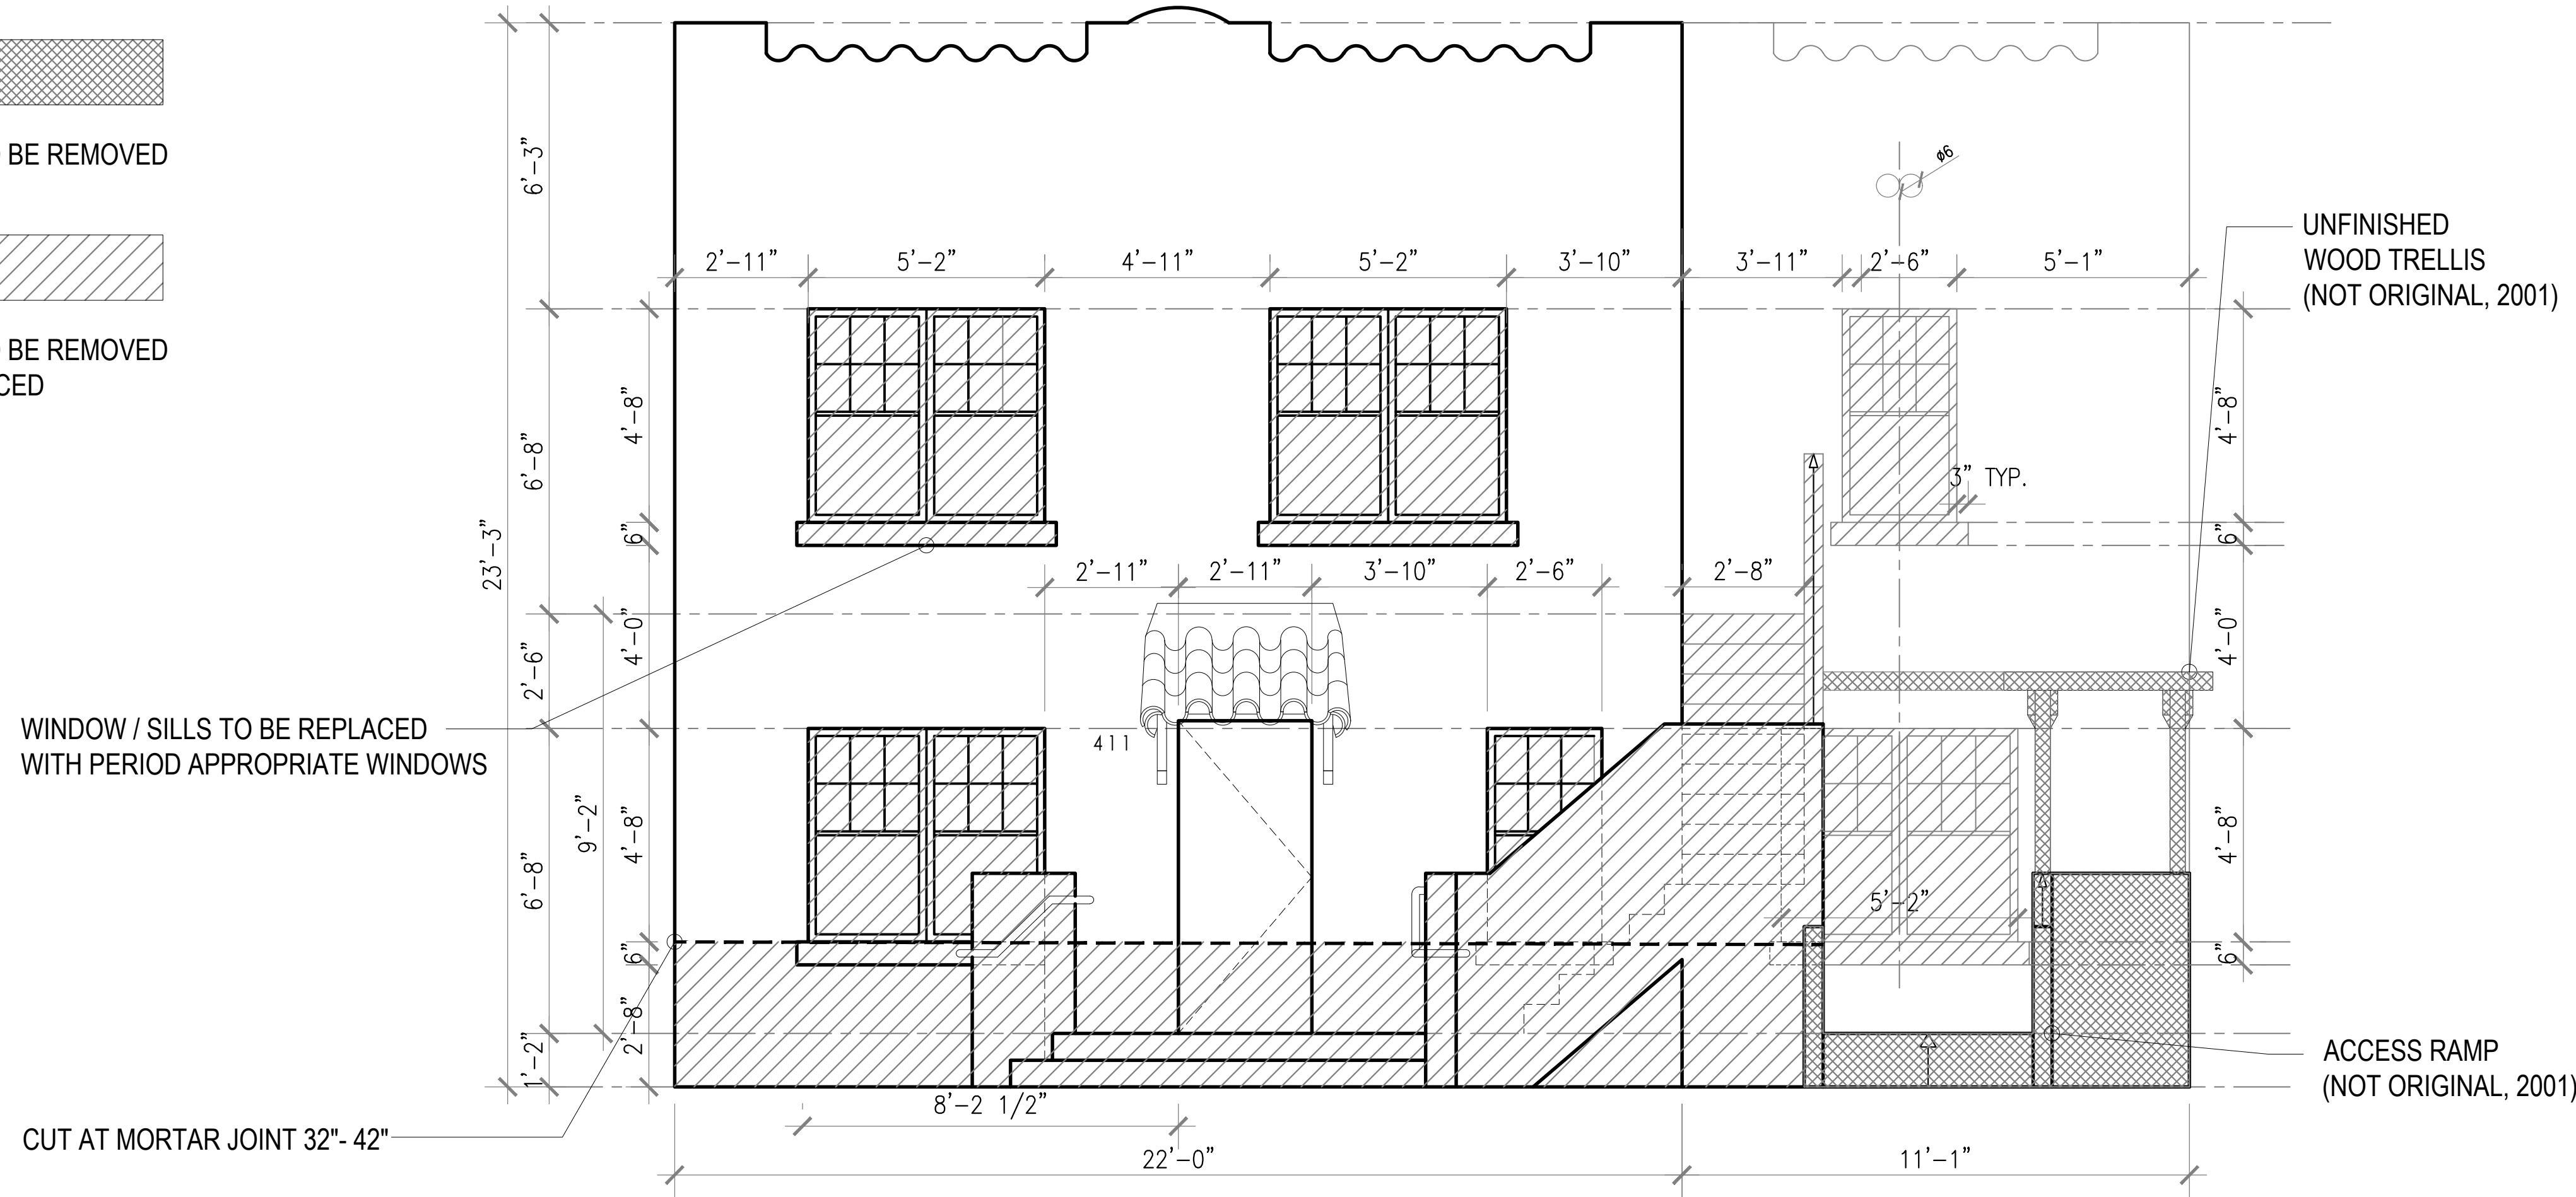 BE REMOVED
BE REMOVED
CED
23'-3"
6'-3"
6'-8"
2'-6"
6'-8"
1'-2"
9'-2"
4'-8"
6"
4'-0"
4'-8"
6"
2'-8"
2'-11"
5'-2"
4'-11"
5'-2"
3'-10"
3'-11"
2'-6"
5'-1"
ø6
UNFINISHED
WOOD TRELLIS
(NOT ORIGINAL, 2001)
3" TYP.
4'-8"
6"
4'-0"
4'-8"
6"
2'-11"
2'-11"
3'-10"
2'-6"
2'-8"
411
WINDOW / SILLS TO BE REPLACED
WITH PERIOD APPROPRIATE WINDOWS
5'-2"
ACCESS RAMP
(NOT ORIGINAL, 2001)
CUT AT MORTAR JOINT 32"- 42"
8'-2 1/2"
22'-0"
11'-1"